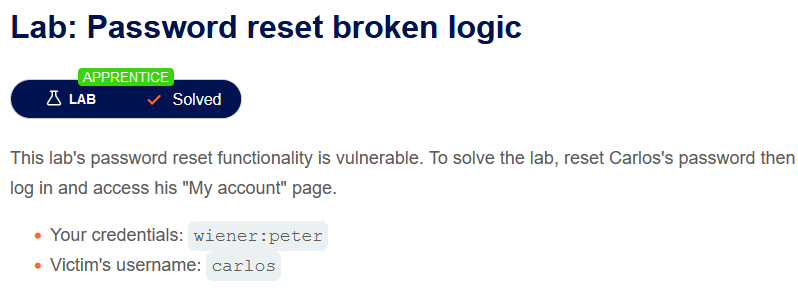 Lab: Password reset broken logic
APPRENTICE
LAB Solved
This lab's password reset functionality is vulnerable. To solve the lab, reset Carlos's password then
log in and access his "My account" page.
• Your credentials: wiener:peter
• Victim's username: carlos